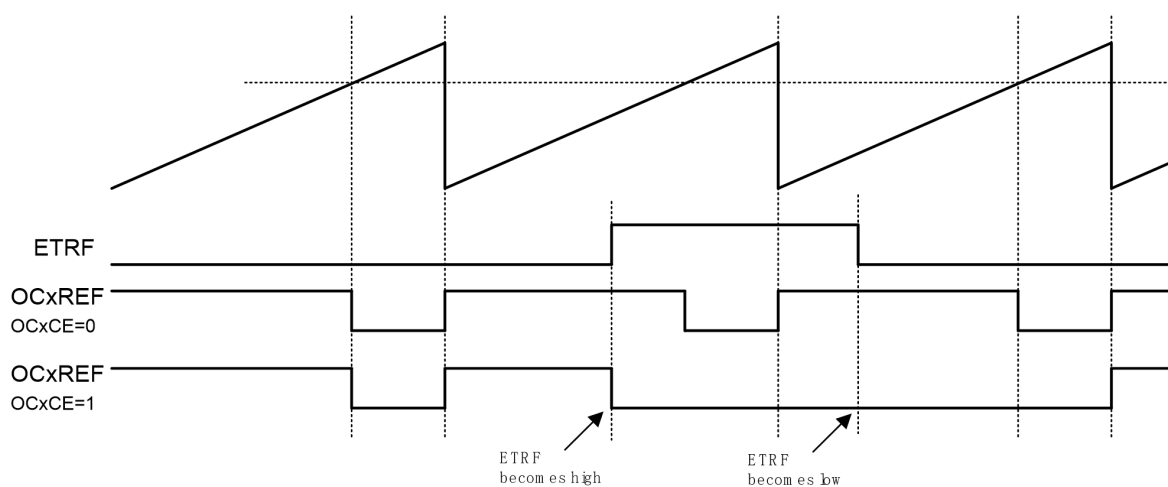 ETRF
OCxREF
OCxCE=0
OCxREF
OCxCE=1
ETRF
becomes high
ETRF
becomes low